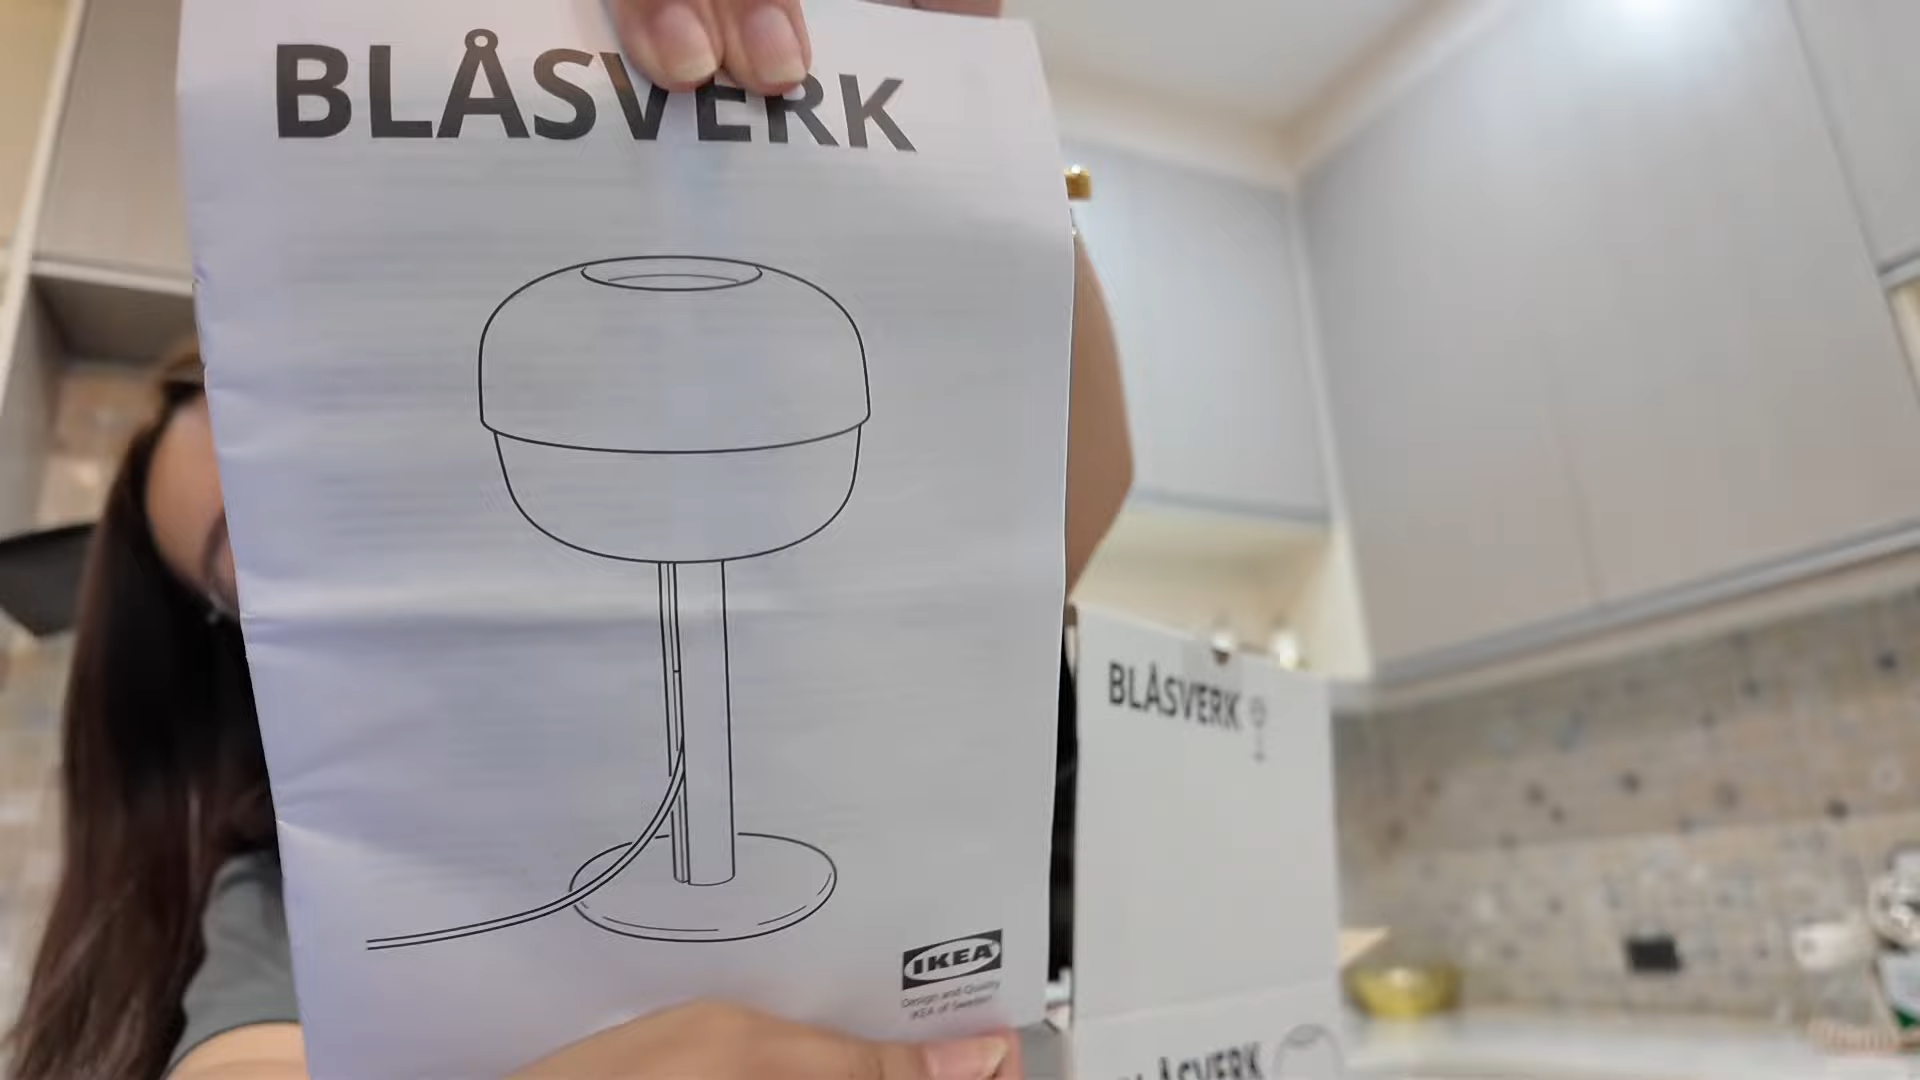 BLÅSVERK
IKEA
Design and Quality
IKEA of Sweden
BLÅSVERK
BLÅSVERK